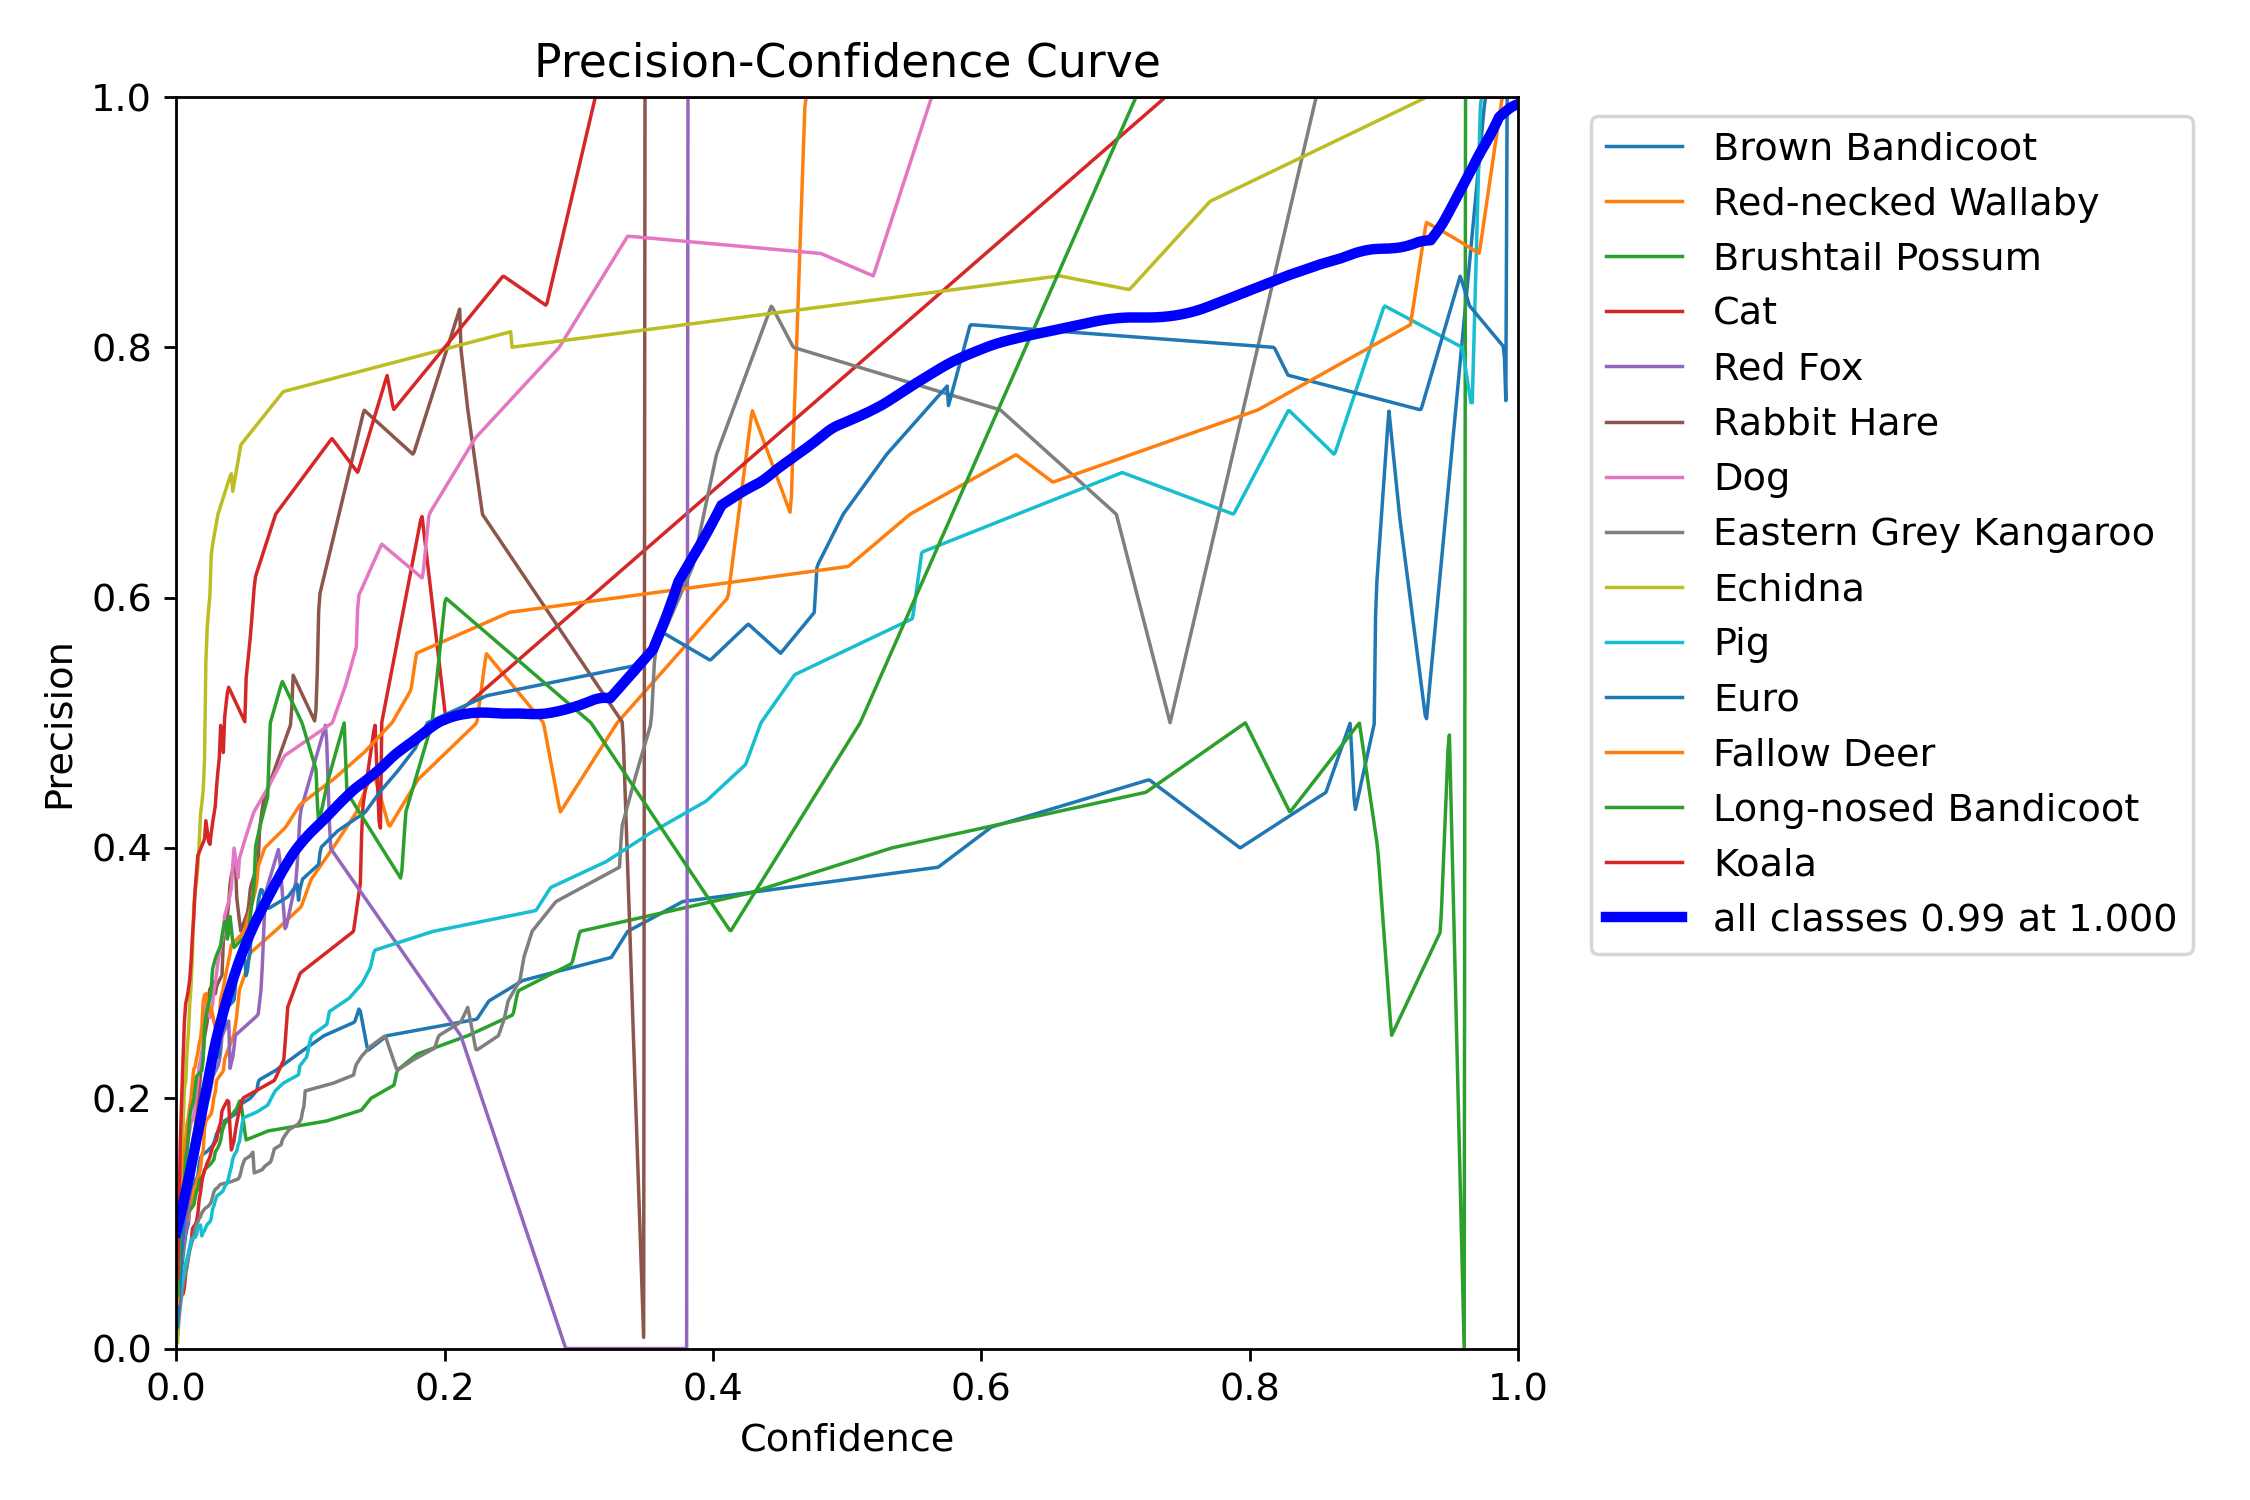 Precision-Confidence Curve
1.0
0.8
0.6
0.4
0.2
0.0
Precision
0.0 0.2 0.4 0.6 0.8 1.0
Confidence
Brown Bandicoot
Red-necked Wallaby
Brushtail Possum
Cat
Red Fox
Rabbit Hare
Dog
Eastern Grey Kangaroo
Echidna
Pig
Euro
Fallow Deer
Long-nosed Bandicoot
Koala
all classes 0.99 at 1.000